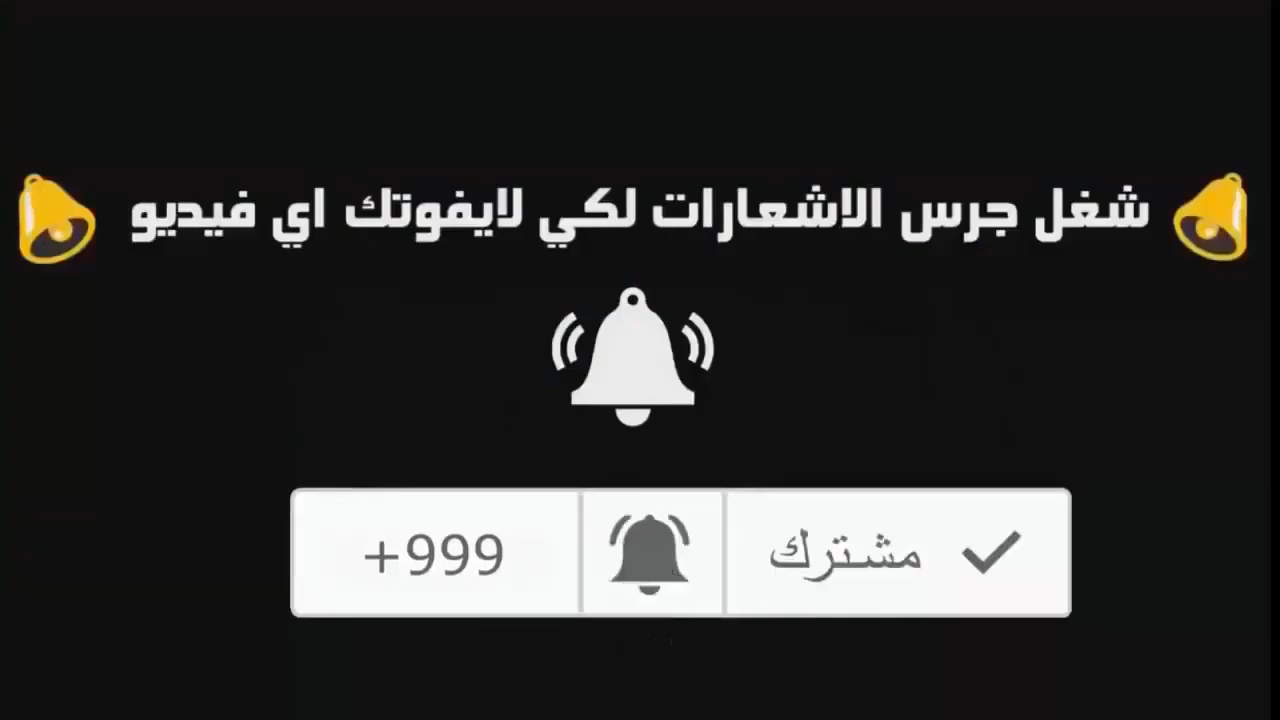 شغل جرس الاشعارات لكي لايفوتك اي فيديو
مشترك
+999